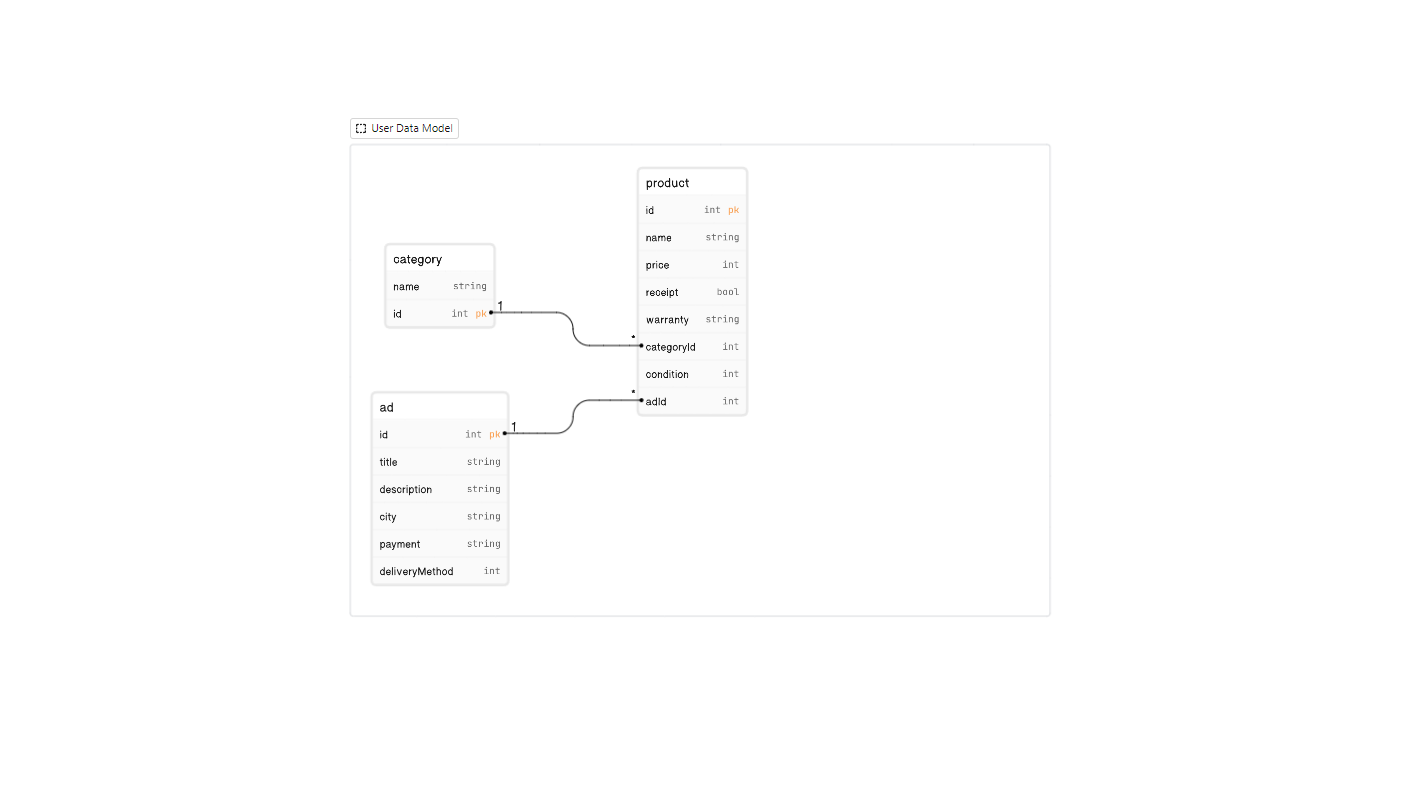 User Data Model
product
id int pk
name string
price int
receipt bool
warranty string
categoryId int
condition int
adId int
category
name string
id int pk
1
*
ad
id int pk
title string
description string
city string
payment string
deliveryMethod int
1
*